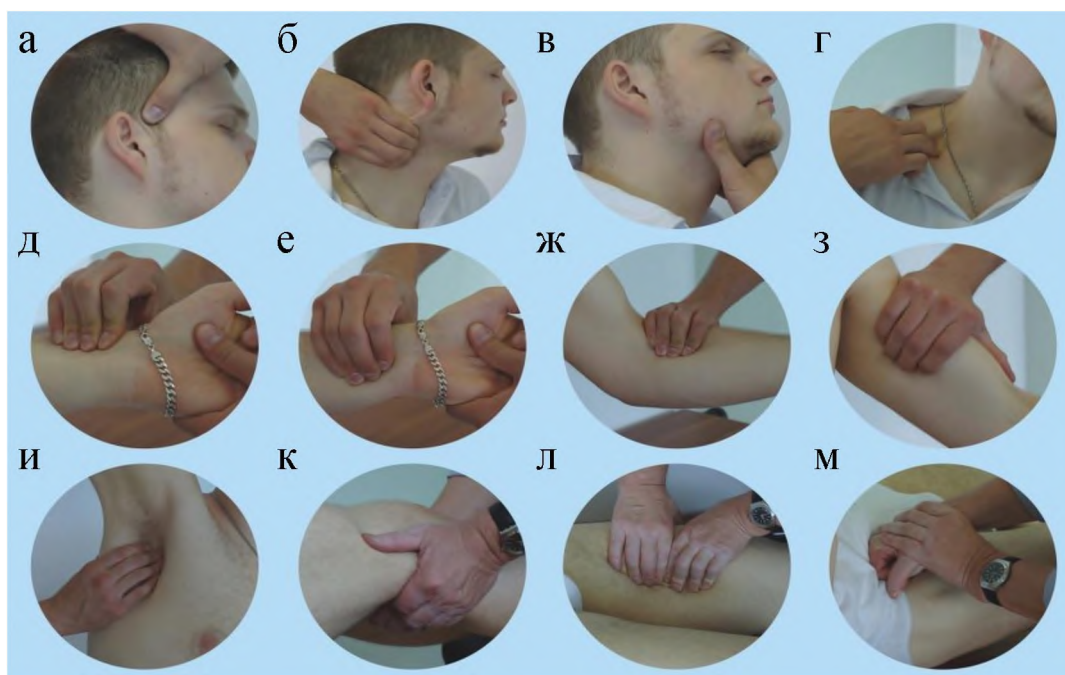 а б в г
д е ж з
и к л м